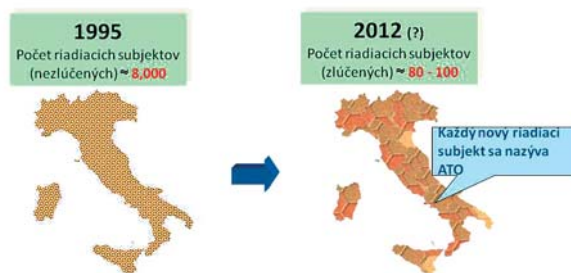 1995
Počet riadiacich subjektov
(nezlúčených) ≈ 8,000
2012 (?)
Počet riadiacich subjektov
(zlúčených) ≈ 80 - 100
Každý nový riadiaci
subjekt sa nazýva
ATO